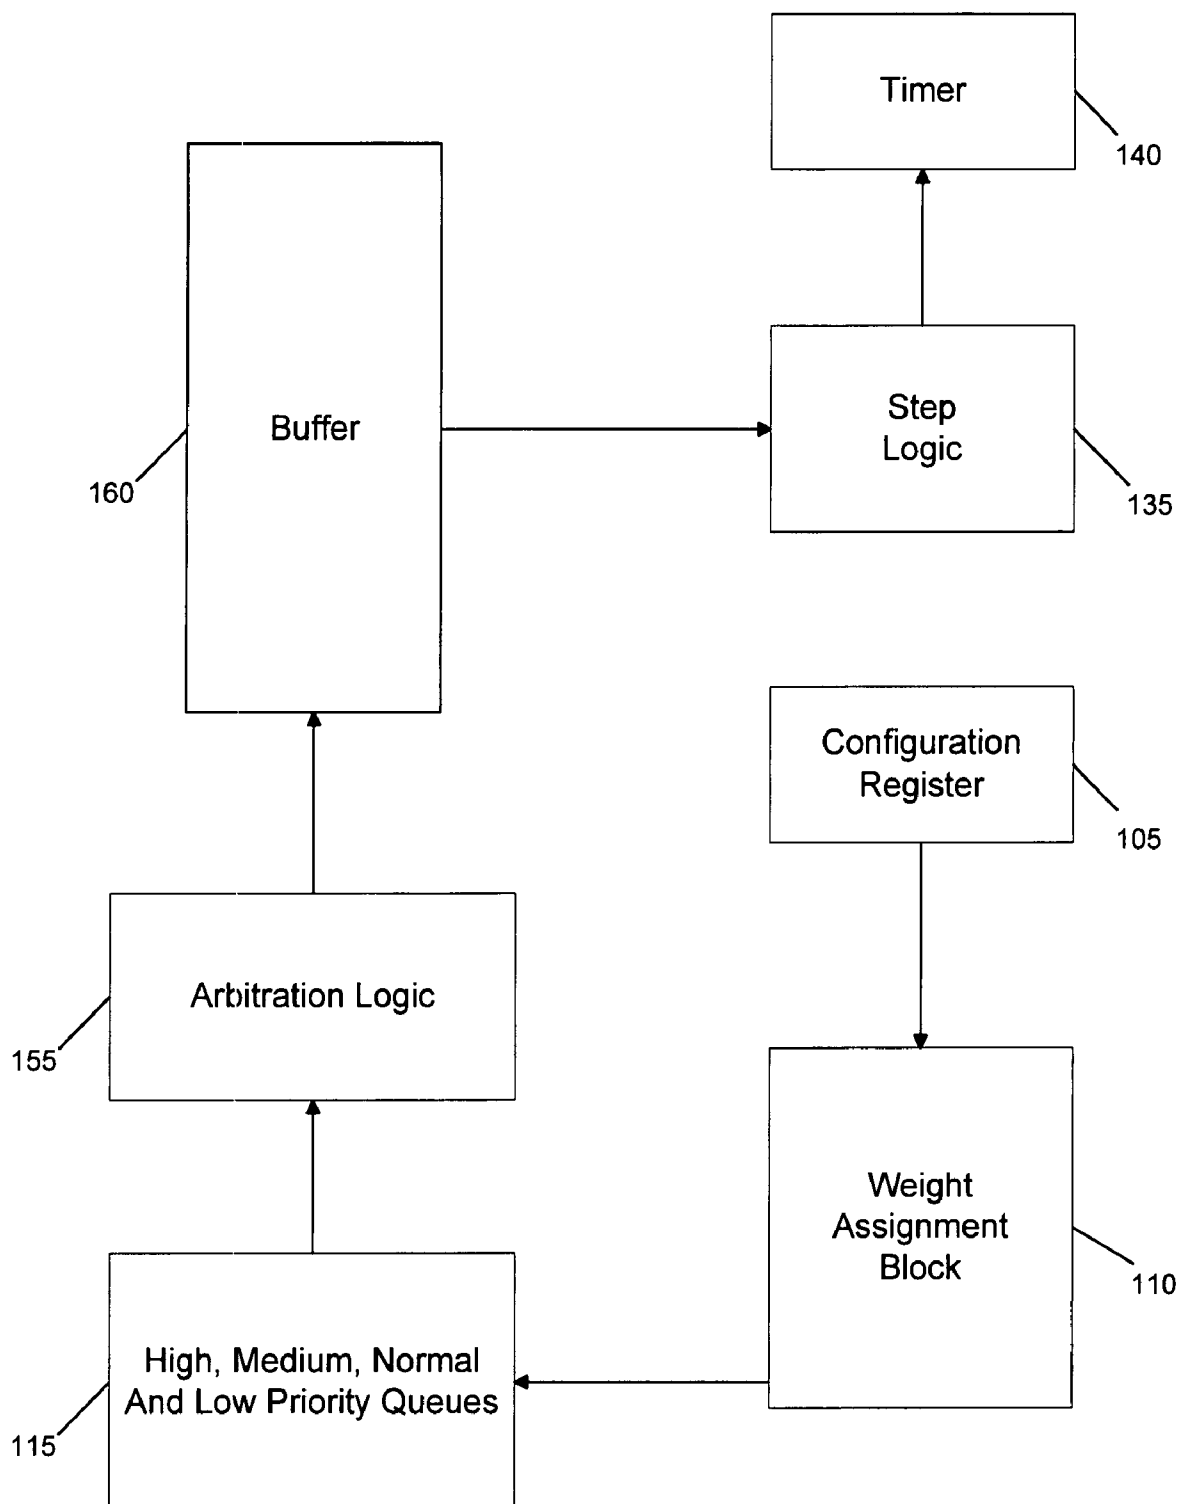 Timer
140
Buffer
160
Step
Logic
135
Configuration
Register
105
Arbitration Logic
155
Weight
Assignment
Block
110
High, Medium, Normal
And Low Priority Queues
115